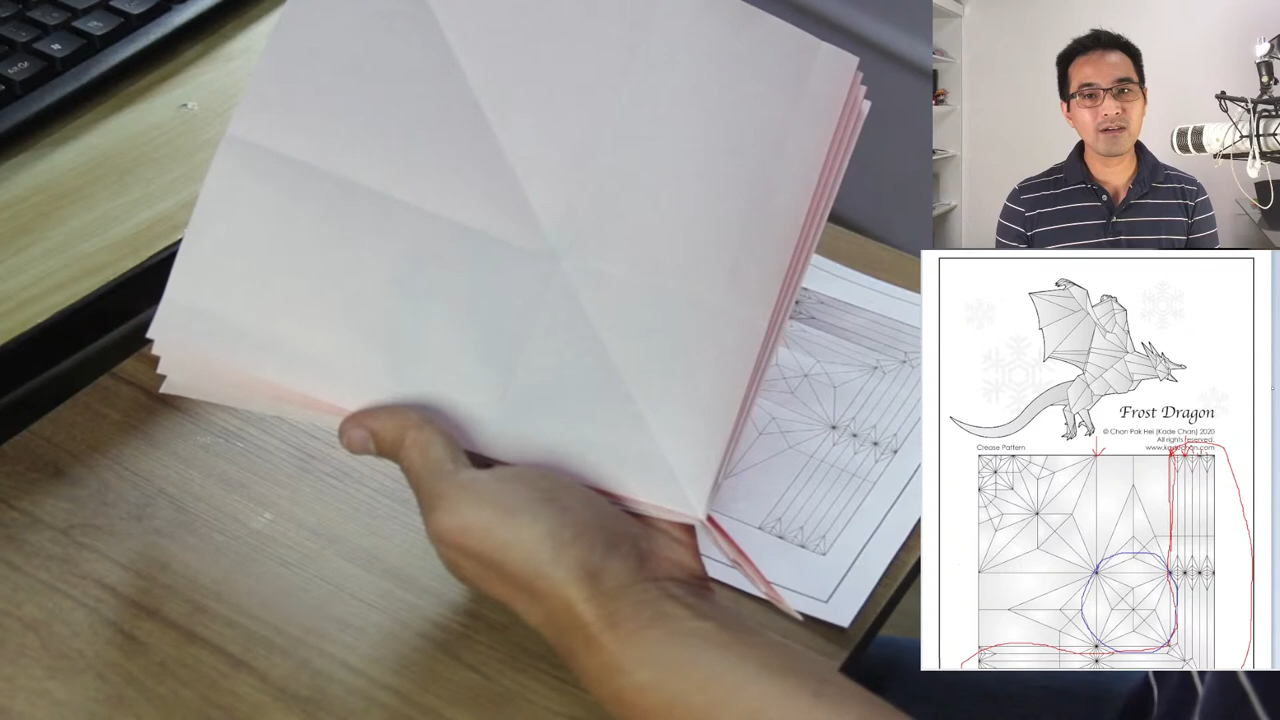 Frost Dragon
© Chan Pak Hei (Kade Chan) 2020
All rights reserved.
Crease Pattern